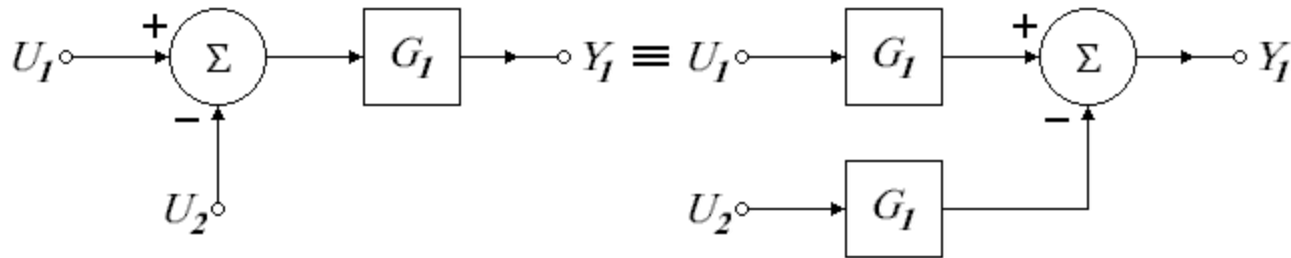 + +
U1 Σ G1 Y1 ≡ U1 G1 Σ Y1
− −
U2 U2 G1